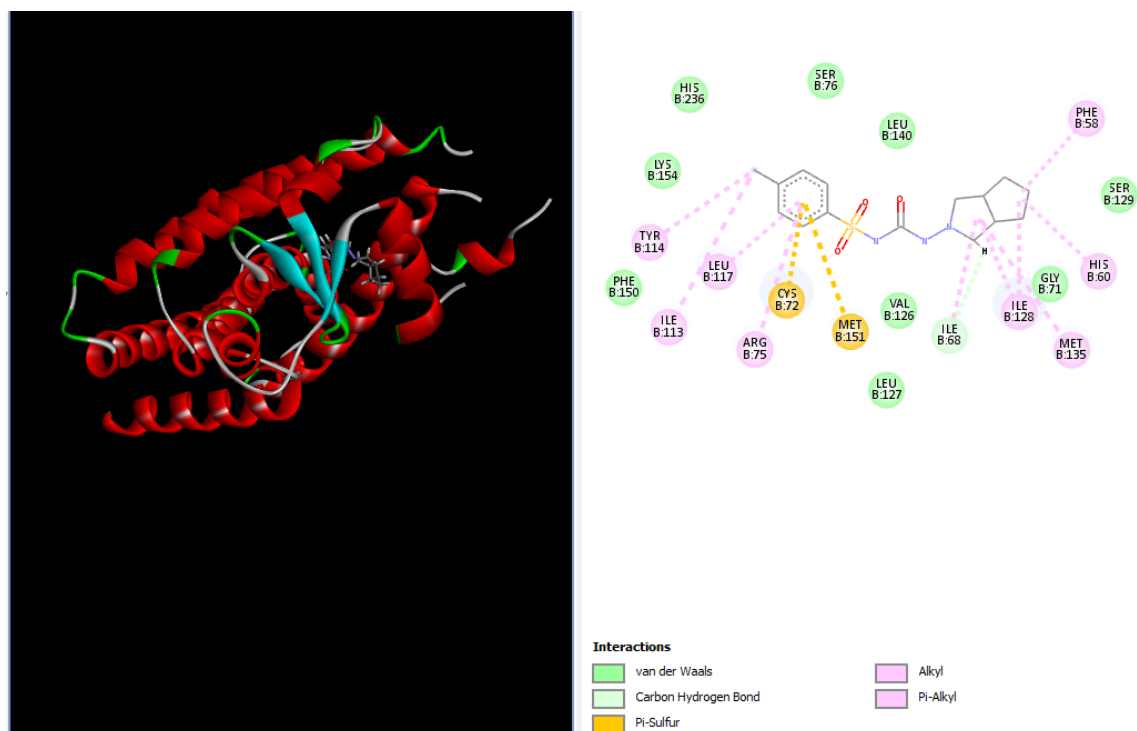 SER
B:76
HIS
B:236
PHE
B:58
LEU
B:140
LYS
B:154
SER
B:129
O
O
TYR
B:114
S
N
N
N
O
H
LEU
B:117
HIS
B:60
PHE
B:150
GLY
B:71
CYS
B:72
VAL
B:126
ILE
B:128
ILE
B:113
MET
B:151
ILE
B:68
ARG
B:75
MET
B:135
LEU
B:127
Interactions
van der Waals
Alkyl
Carbon Hydrogen Bond
Pi-Alkyl
Pi-Sulfur